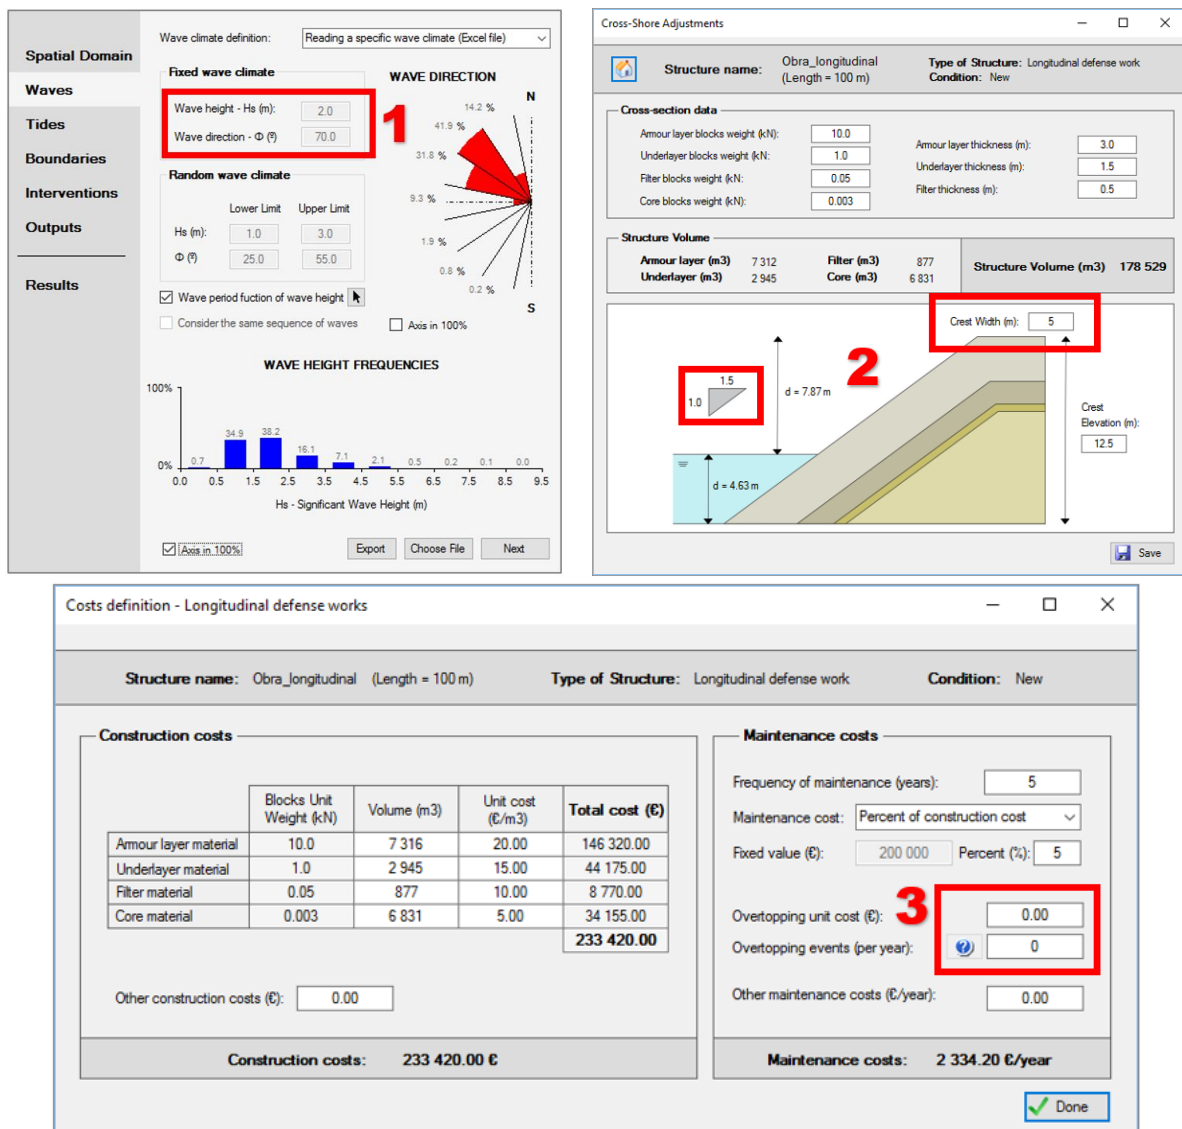 Wave climate definition: Reading a specific wave climate (Excel file)
Spatial Domain
Waves
Tides
Boundaries
Interventions
Outputs
Results
Fixed wave climate
Wave height - Hs (m): 2.0
Wave direction - Φ (º) 70.0
1
Random wave climate
Lower Limit Upper Limit
Hs (m): 1.0 3.0
Φ (º) 25.0 55.0
Wave period fuction of wave height
Consider the same sequence of waves
WAVE DIRECTION
N
14.2 %
41.9 %
31.8 %
9.3 %
1.9 %
0.8 %
0.2 %
S
Axis in 100%
WAVE HEIGHT FREQUENCIES
100%
0%
0.7 34.9 38.2 16.1 7.1 2.1 0.5 0.2 0.1 0.0
0.0 0.5 1.5 2.5 3.5 4.5 5.5 6.5 7.5 8.5 9.5
Hs - Significant Wave Height (m)
Axis in 100%
Export Choose File Next
Cross-Shore Adjustments
Structure name: Obra_longitudinal
(Length = 100 m)
Type of Structure: Longitudinal defense work
Condition: New
Cross-section data
Armour layer blocks weight (kN): 10.0
Underlayer blocks weight (kN: 1.0
Filter blocks weight (kN: 0.05
Core blocks weight (kN): 0.003
Armour layer thickness (m): 3.0
Underlayer thickness (m): 1.5
Filter thickness (m): 0.5
Structure Volume
Armour layer (m3) 7 312 Filter (m3) 877
Underlayer (m3) 2 945 Core (m3) 6 831
Structure Volume (m3) 178 529
Crest Width (m): 5
2
1.5
1.0
d = 7.87 m
d = 4.63 m
Crest
Elevation (m):
12.5
Save
Costs definition - Longitudinal defense works
Structure name: Obra_longitudinal (Length = 100 m) Type of Structure: Longitudinal defense work Condition: New
Construction costs
Blocks Unit Weight (kN) Volume (m3) Unit cost (€/m3) Total cost (€)
Armour layer material 10.0 7 316 20.00 146 320.00
Underlayer material 1.0 2 945 15.00 44 175.00
Filter material 0.05 877 10.00 8 770.00
Core material 0.003 6 831 5.00 34 155.00
233 420.00
Other construction costs (€): 0.00
Construction costs: 233 420.00 €
Maintenance costs
Frequency of maintenance (years): 5
Maintenance cost: Percent of construction cost
Fixed value (€): 200 000 Percent (%): 5
3
Overtopping unit cost (€): 0.00
Overtopping events (per year): 0
Other maintenance costs (€/year): 0.00
Maintenance costs: 2 334.20 €/year
Done